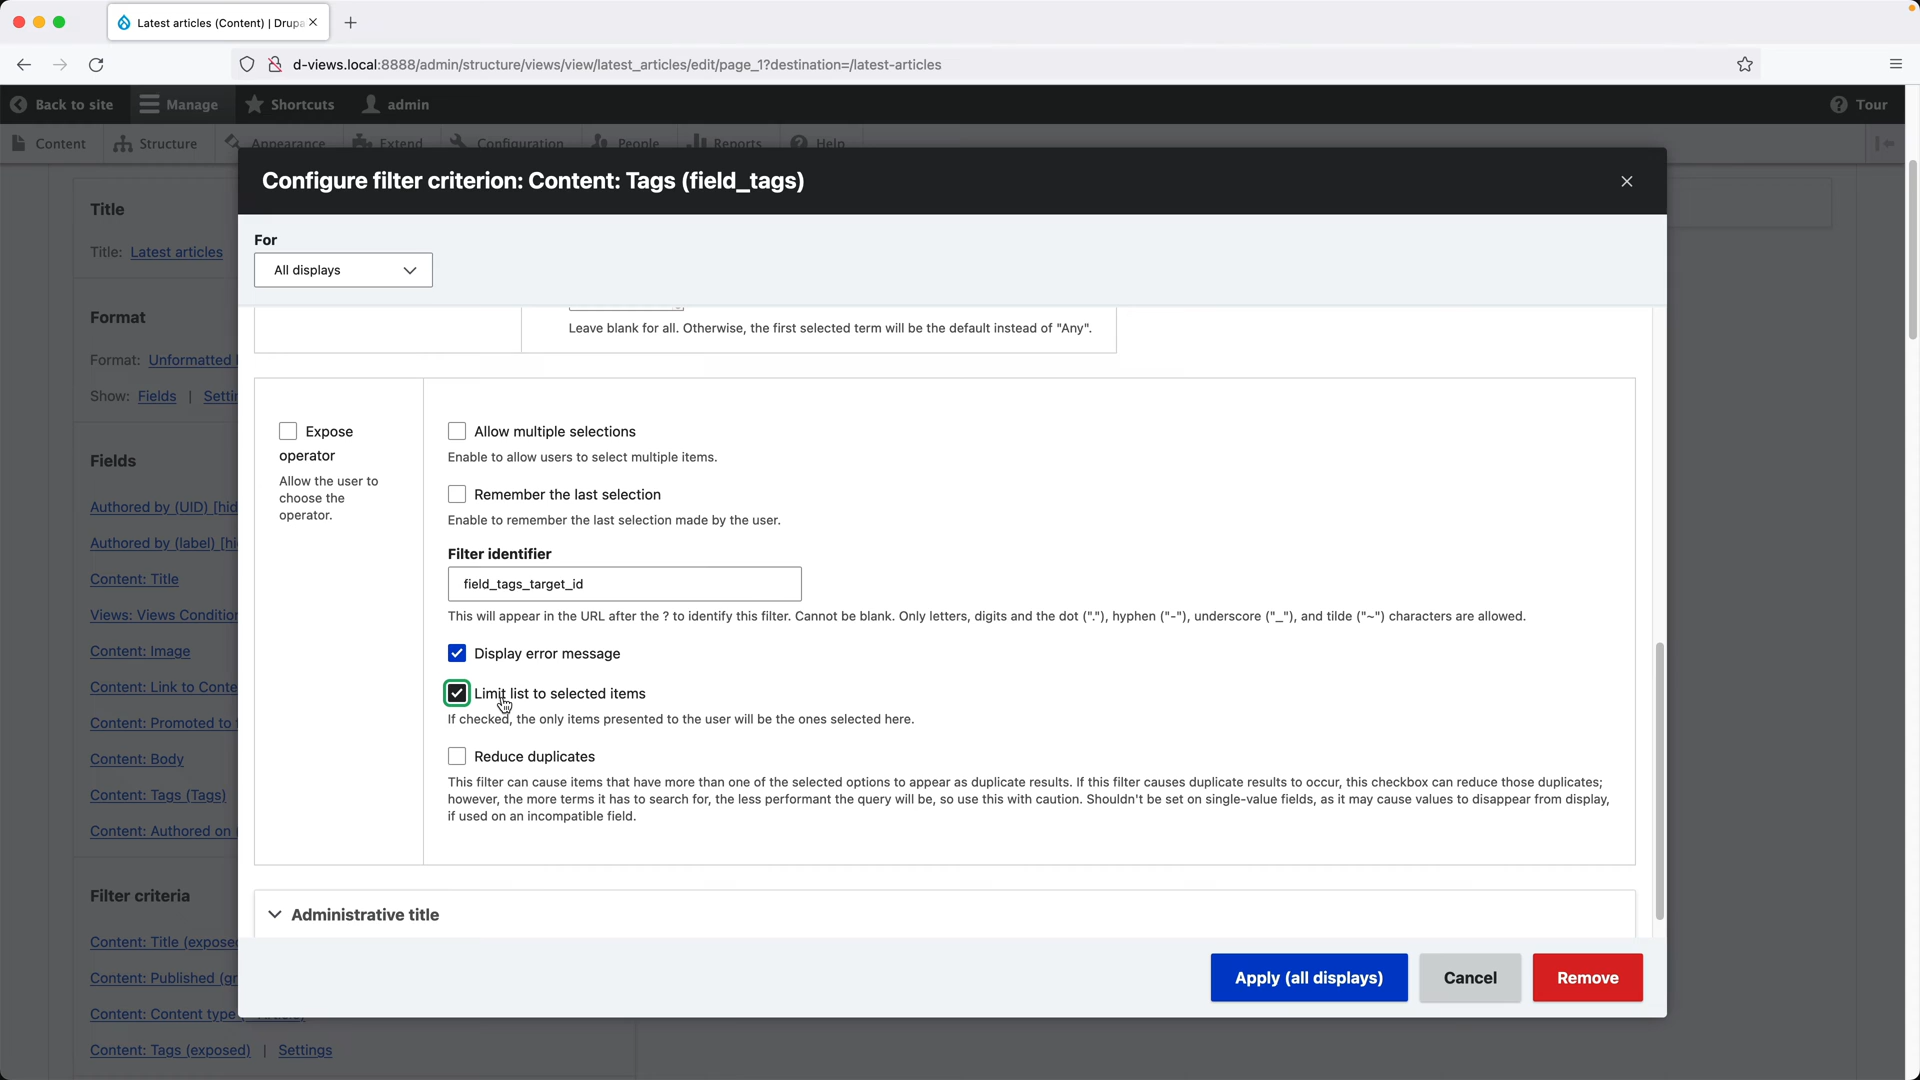 Latest articles (Content) | Drupa
d-views.local:8888/admin/structure/views/view/latest_articles/edit/page_1?destination=/latest-articles
Back to site
Manage
Shortcuts
admin
Tour
Content
Structure
Appearance
Extend
Configuration
People
Reports
Help
Configure filter criterion: Content: Tags (field_tags)
For
All displays
Title
Title: Latest articles
Format
Format: Unformatted
Show: Fields | Settin
Fields
Authored by (UID) [hid
Authored by (label) [hi
Content: Title
Views: Views Condition
Content: Image
Content: Link to Conte
Content: Promoted to
Content: Body
Content: Tags (Tags)
Content: Authored on
Filter criteria
Content: Title (expose
Content: Published (gr
Content: Content type
Content: Tags (exposed) | Settings
Leave blank for all. Otherwise, the first selected term will be the default instead of "Any".
Expose
operator
Allow the user to
choose the
operator.
Allow multiple selections
Enable to allow users to select multiple items.
Remember the last selection
Enable to remember the last selection made by the user.
Filter identifier
field_tags_target_id
This will appear in the URL after the ? to identify this filter. Cannot be blank. Only letters, digits and the dot ("."), hyphen ("-"), underscore ("_"), and tilde ("~") characters are allowed.
Display error message
Limit list to selected items
If checked, the only items presented to the user will be the ones selected here.
Reduce duplicates
This filter can cause items that have more than one of the selected options to appear as duplicate results. If this filter causes duplicate results to occur, this checkbox can reduce those duplicates;
however, the more terms it has to search for, the less performant the query will be, so use this with caution. Shouldn't be set on single-value fields, as it may cause values to disappear from display,
if used on an incompatible field.
Administrative title
Apply (all displays)
Cancel
Remove